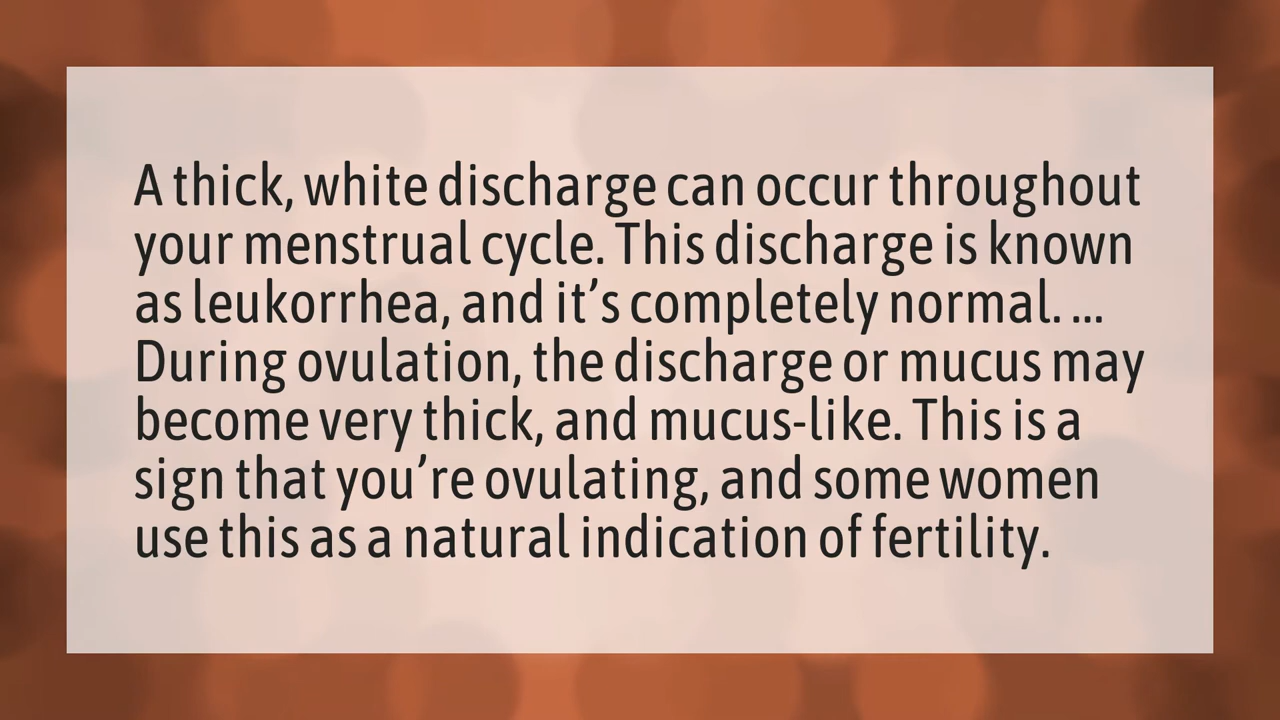 A thick, white discharge can occur throughout
your menstrual cycle. This discharge is known
as leukorrhea, and it’s completely normal. ...
During ovulation, the discharge or mucus may
become very thick, and mucus-like. This is a
sign that you’re ovulating, and some women
use this as a natural indication of fertility.